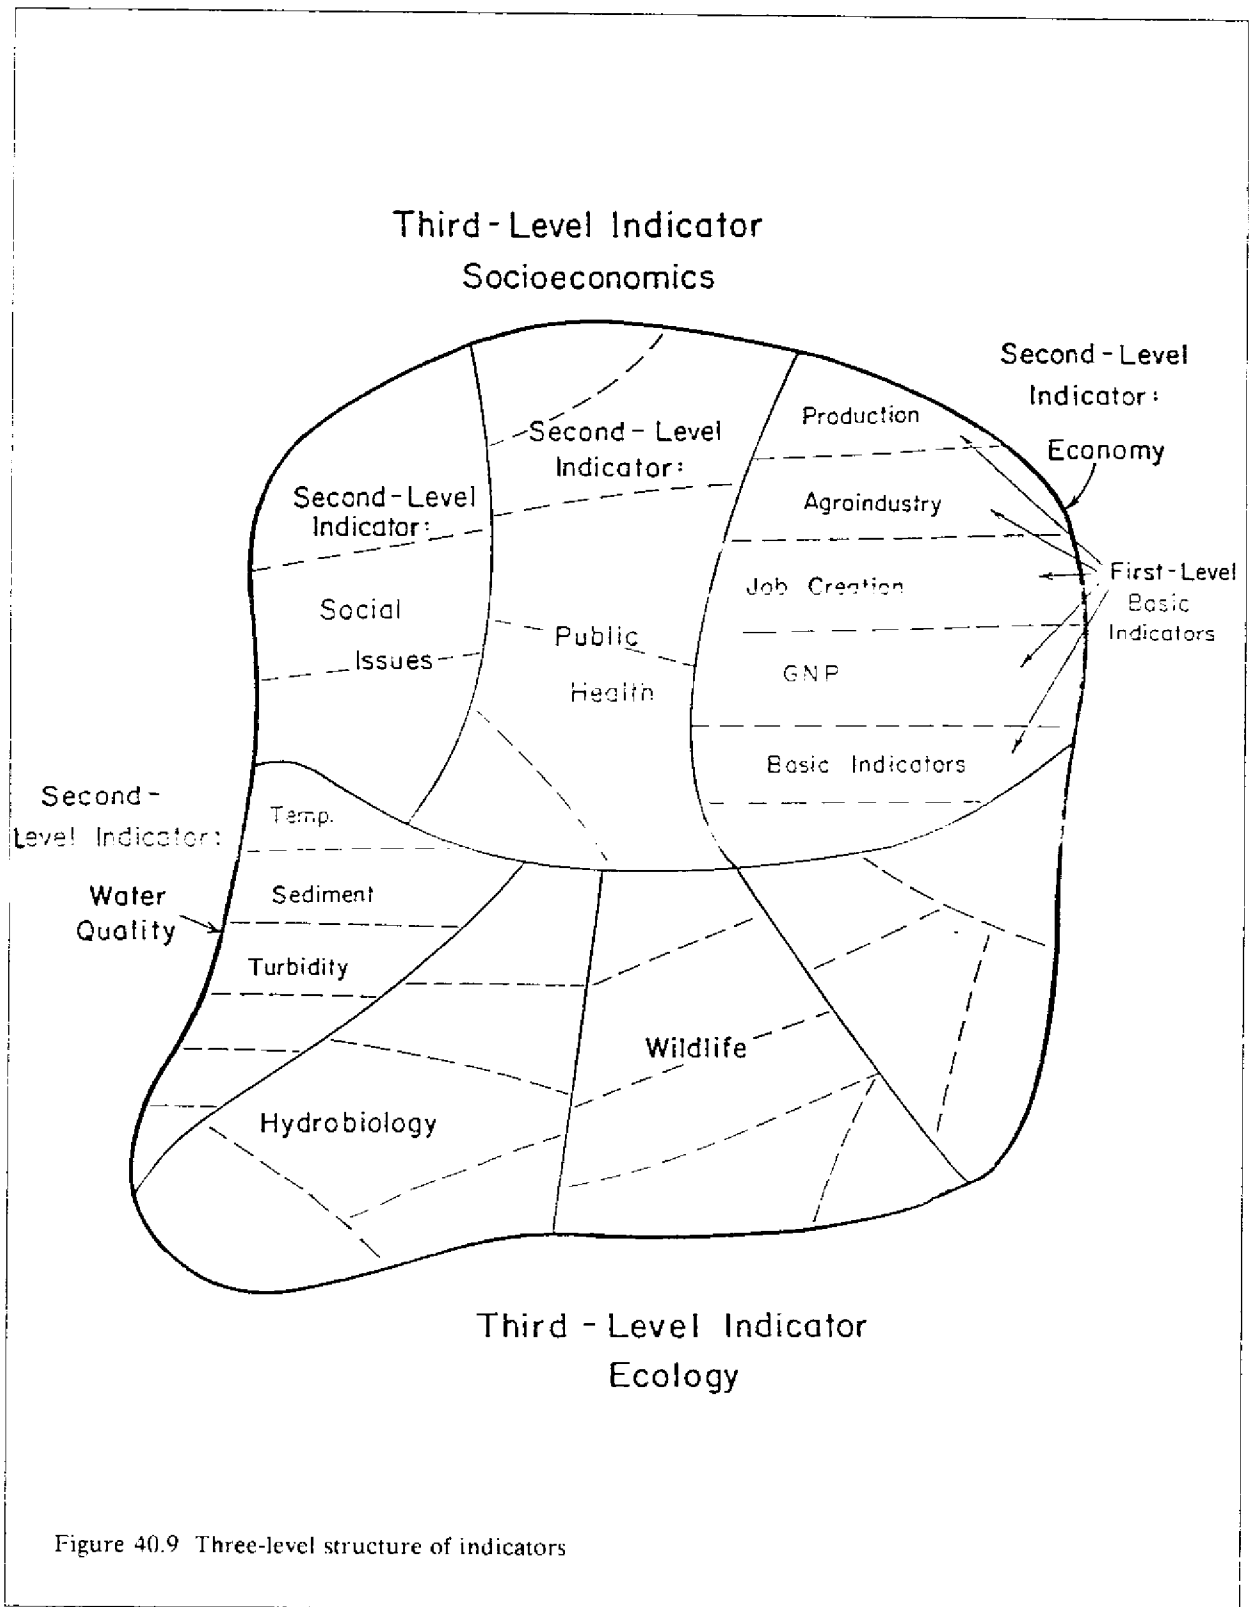 Third-Level Indicator
Socioeconomics
Second-Level
Indicator:
Economy
Second-Level
Indicator:
Social
Issues
Second-Level
Indicator:
Public
Health
Production
Agroindustry
Job Creation
GNP
Basic Indicators
First-Level
Basic
Indicators
Second-
Level Indicator:
Water
Quality
Temp.
Sediment
Turbidity
Hydrobiology
Wildlife
Third-Level Indicator
Ecology
Figure 40.9 Three-level structure of indicators